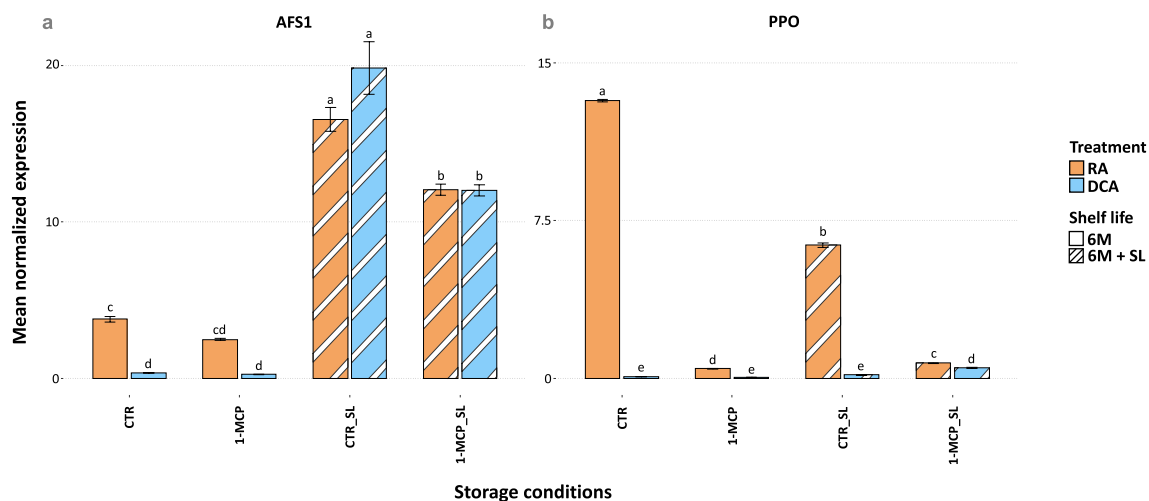 a
AFS1
b
PPO
Mean normalized expression
20
10
0
c
d
cd
d
a
a
b
b
CTR
1-MCP
CTR_SL
1-MCP_SL
15
7.5
0
a
e
d
e
b
e
c
d
CTR
1-MCP
CTR_SL
1-MCP_SL
Treatment
RA
DCA
Shelf life
6M
6M + SL
Storage conditions